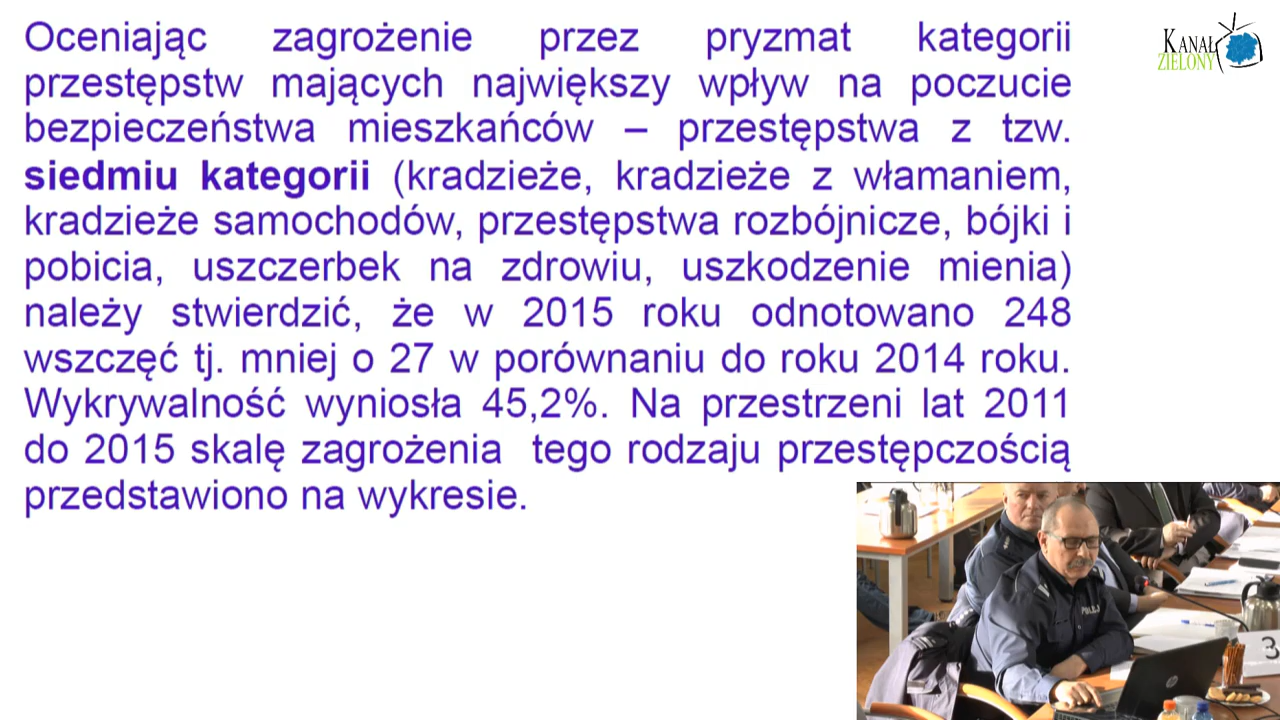 Oceniając zagrożenie przez pryzmat kategorii
przestępstw mających największy wpływ na poczucie
bezpieczeństwa mieszkańców – przestępstwa z tzw.
siedmiu kategorii (kradzieże, kradzieże z włamaniem,
kradzieże samochodów, przestępstwa rozbójnicze, bójki i
pobicia, uszczerbek na zdrowiu, uszkodzenie mienia)
należy stwierdzić, że w 2015 roku odnotowano 248
wszczęć tj. mniej o 27 w porównaniu do roku 2014 roku.
Wykrywalność wyniosła 45,2%. Na przestrzeni lat 2011
do 2015 skalę zagrożenia tego rodzaju przestępczością
przedstawiono na wykresie.
KANAŁ
ZIELONY
POLICJA
3